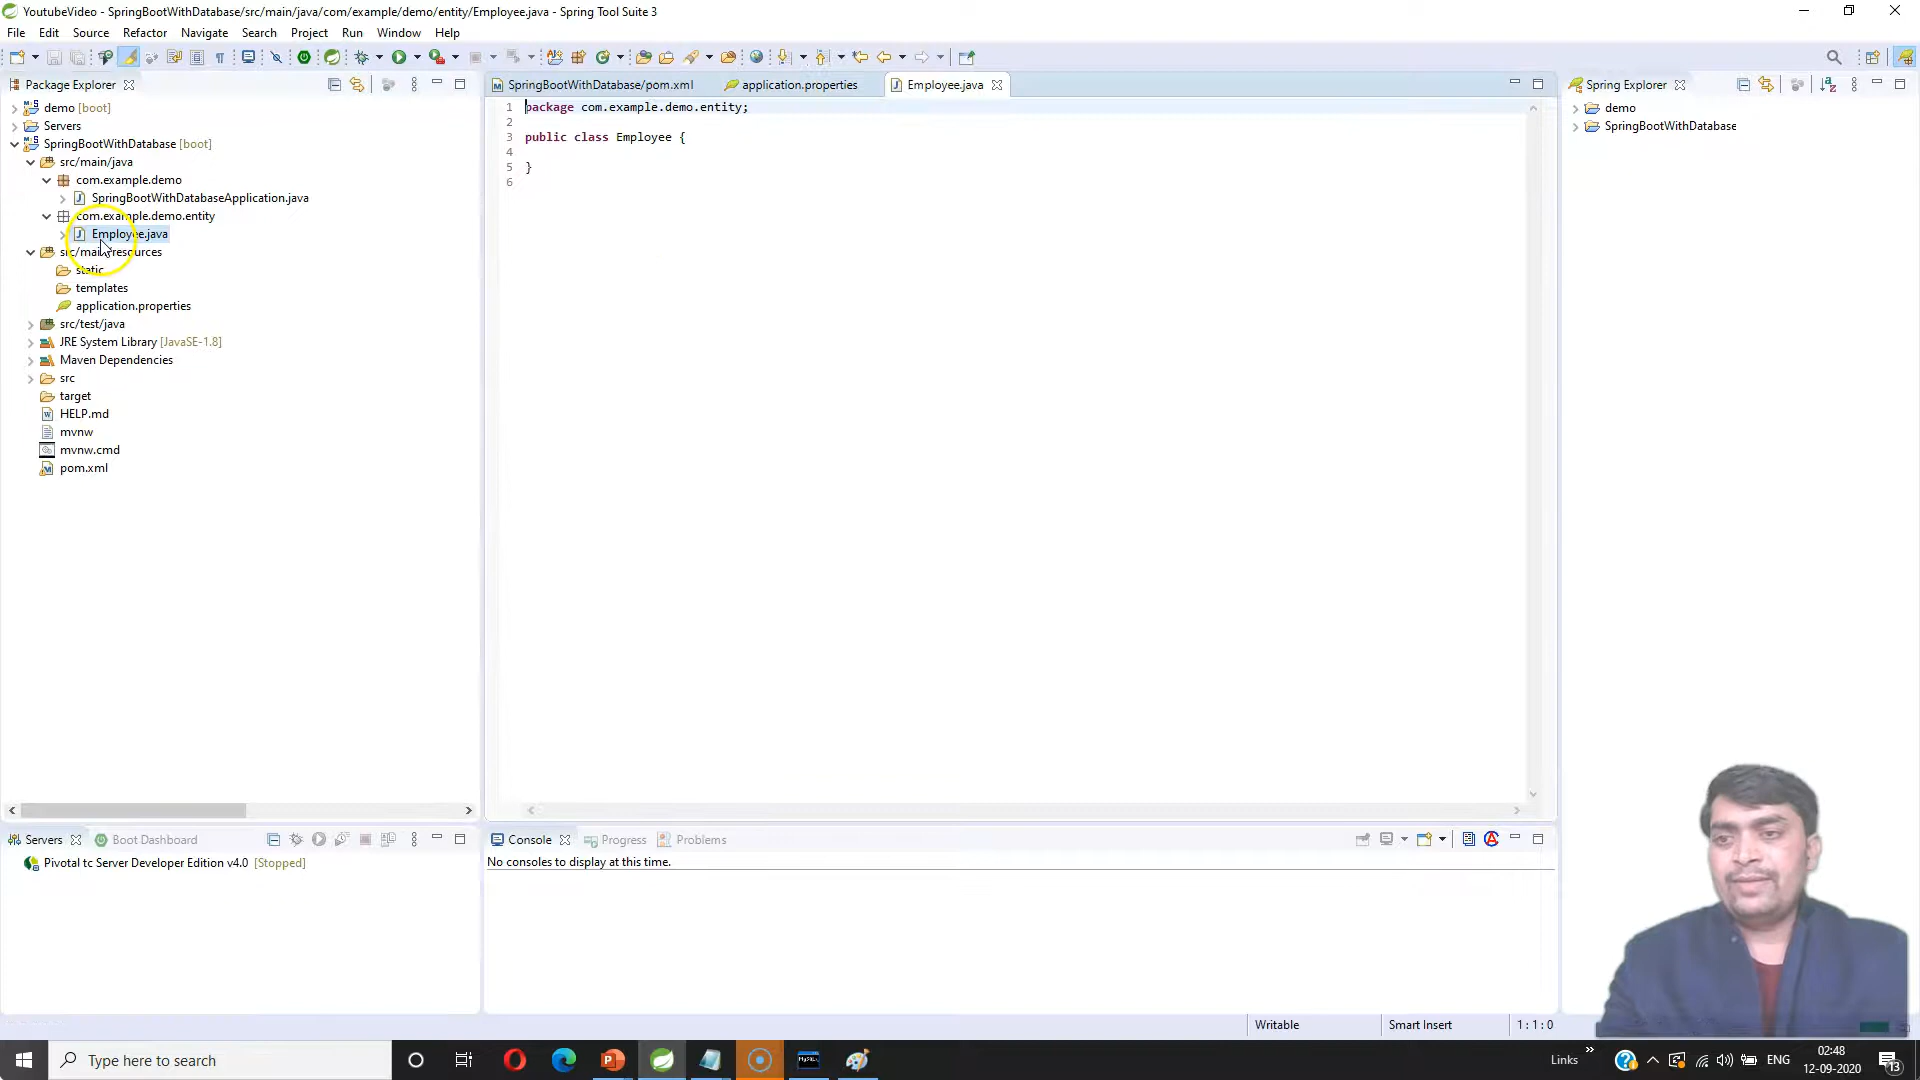 YoutubeVideo - SpringBootWithDatabase/src/main/java/com/example/demo/entity/Employee.java - Spring Tool Suite 3
File Edit Source Refactor Navigate Search Project Run Window Help
Package Explorer
demo [boot]
Servers
SpringBootWithDatabase [boot]
src/main/java
com.example.demo
SpringBootWithDatabaseApplication.java
com.example.demo.entity
Employee.java
src/main/resources
static
templates
application.properties
src/test/java
JRE System Library [JavaSE-1.8]
Maven Dependencies
src
target
HELP.md
mvnw
mvnw.cmd
pom.xml
SpringBootWithDatabase/pom.xml application.properties Employee.java
1 package com.example.demo.entity;
2
3 public class Employee {
4
5 }
6
Spring Explorer
demo
SpringBootWithDatabase
Servers Boot Dashboard
Pivotal tc Server Developer Edition v4.0 [Stopped]
Console Progress Problems
No consoles to display at this time.
Writable Smart Insert 1 : 1 : 0
Type here to search
Links ENG
02:48
12-09-2020
13